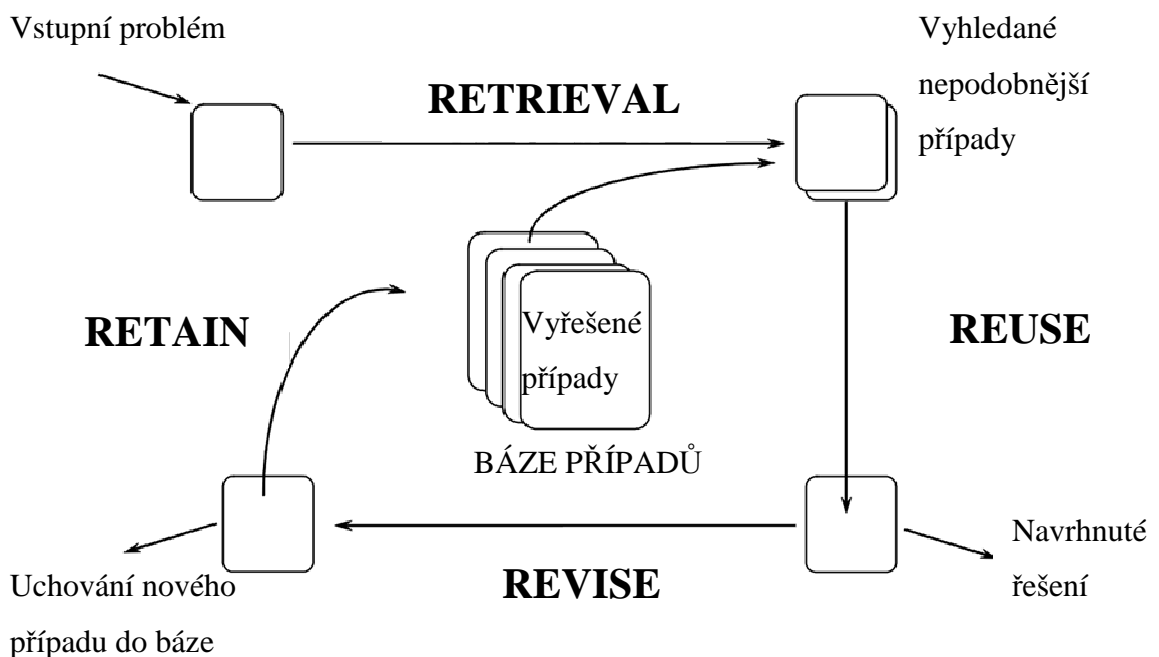 Vstupní problém
Vyhledané
nepodobnější
případy
RETRIEVAL
RETAIN
Vyřešené
případy
BÁZE PŘÍPADŮ
REUSE
Navrhnuté
řešení
REVISE
Uchování nového
případu do báze